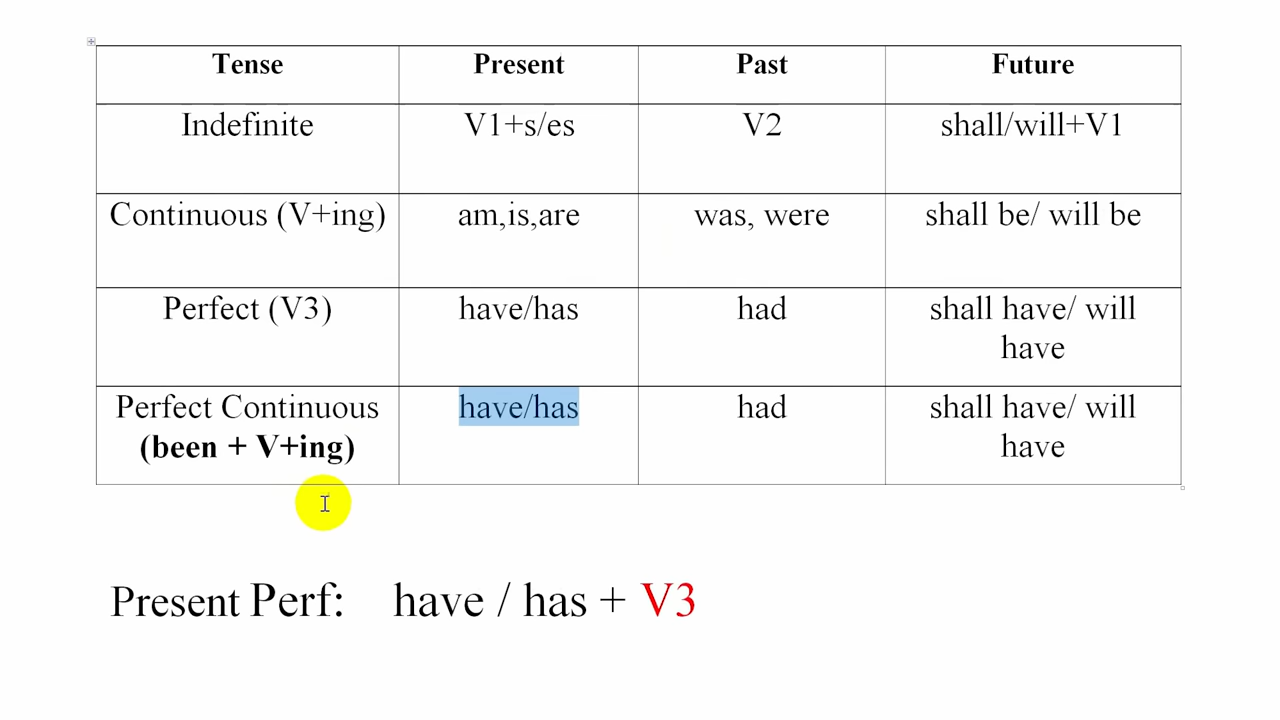 Tense Present Past Future
Indefinite V1+s/es V2 shall/will+V1
Continuous (V+ing) am,is,are was, were shall be/ will be
Perfect (V3) have/has had shall have/ will
have
Perfect Continuous have/has had shall have/ will
(been + V+ing) have
Present Perf: have / has + V3